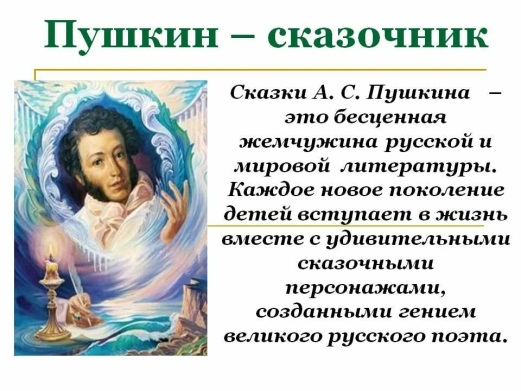 Пушкин – сказочник
Сказки А. С. Пушкина –
это бесценная
жемчужина русской и
мировой литературы.
Каждое новое поколение
детей вступает в жизнь
вместе с удивительными
сказочными
персонажами,
созданными гением
великого русского поэта.